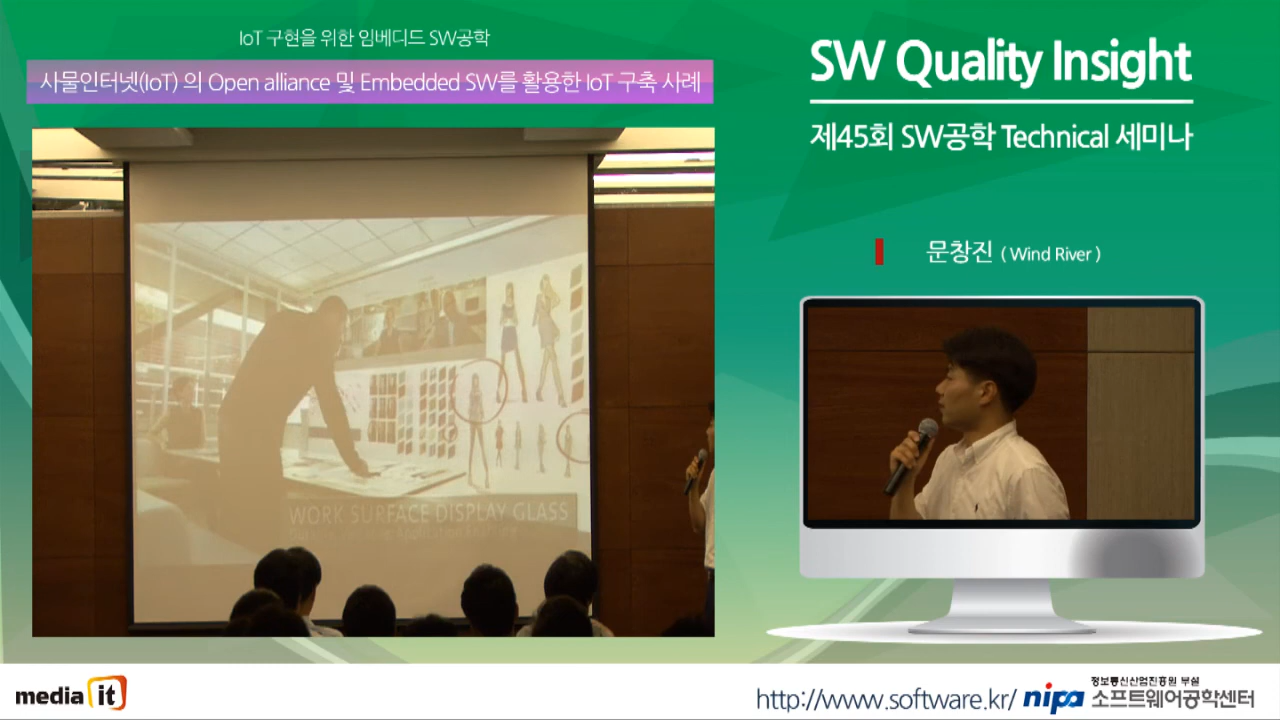 IoT 구현을 위한 임베디드 SW공학
사물인터넷(IoT) 의 Open alliance 및 Embedded SW를 활용한 IoT 구축 사례
SW Quality Insight
제45회 SW공학 Technical 세미나
문창진 ( Wind River )
WORK SURFACE DISPLAY GLASS
media it
http://www.software.kr/
nipa
정보통신산업진흥원 부설
소프트웨어공학센터